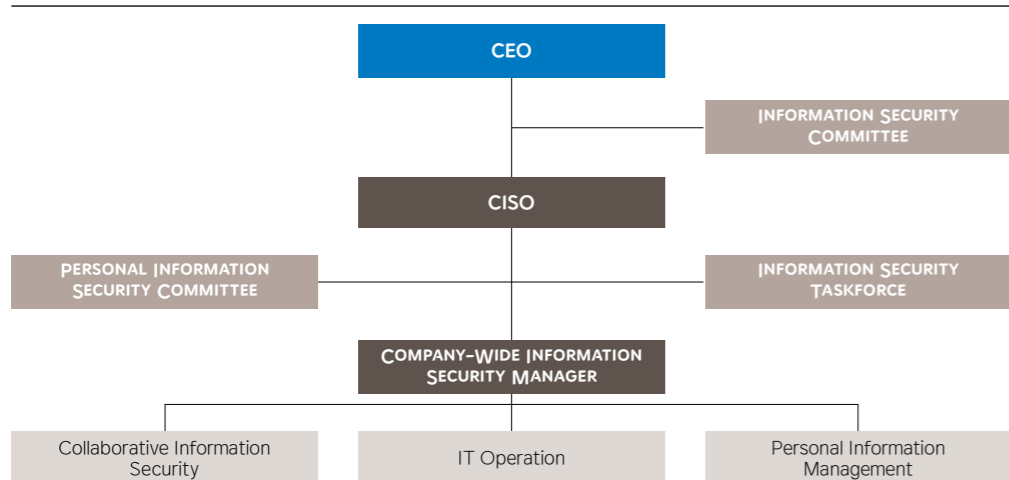 CEO
INFORMATION SECURITY
COMMITTEE
CISO
PERSONAL INFORMATION
SECURITY COMMITTEE
INFORMATION SECURITY
TASKFORCE
COMPANY-WIDE INFORMATION
SECURITY MANAGER
Collaborative Information
Security
IT Operation
Personal Information
Management